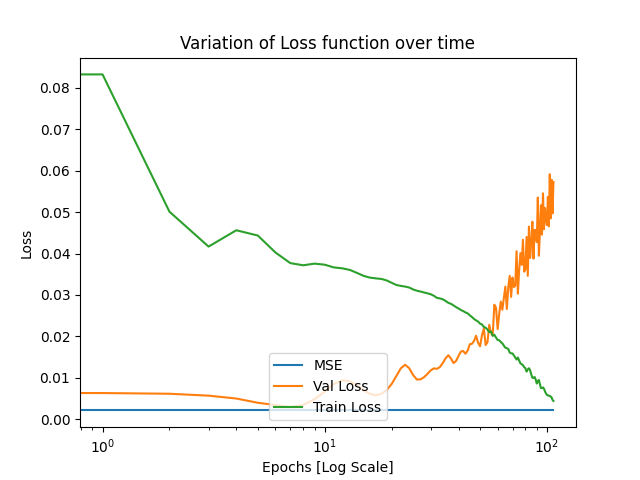 Variation of Loss function over time
Loss
0.08
0.07
0.06
0.05
0.04
0.03
0.02
0.01
0.00
MSE
Val Loss
Train Loss
10⁰
10¹
10²
Epochs [Log Scale]